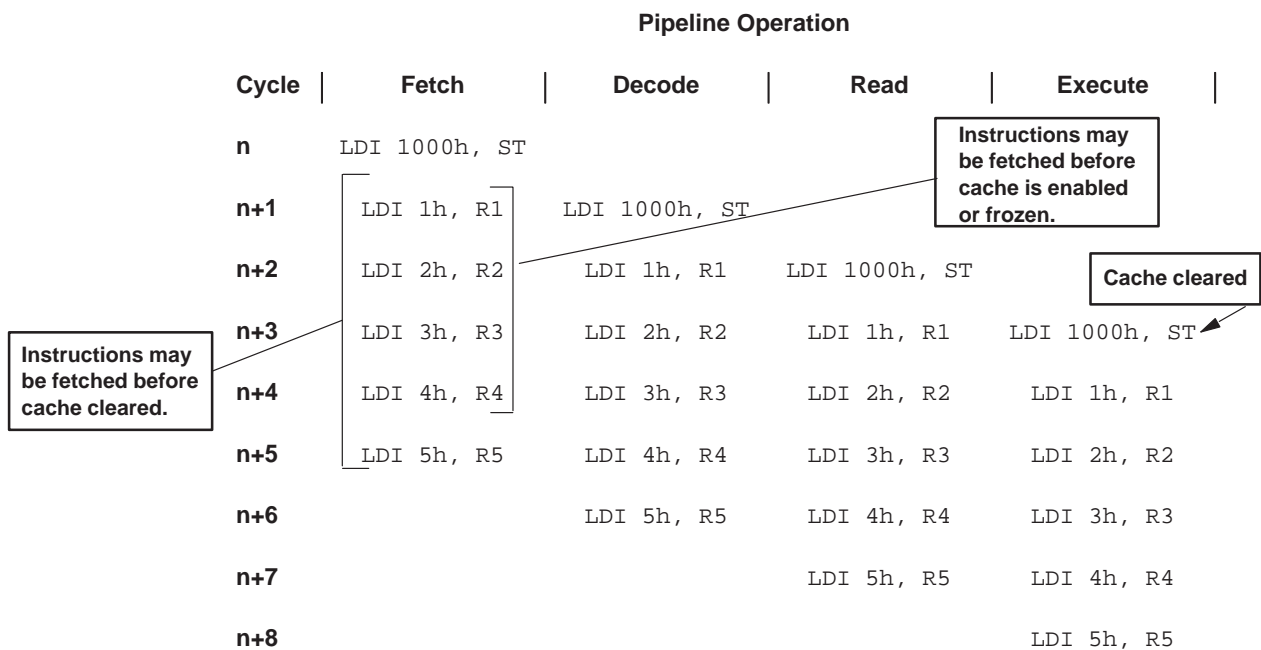 Pipeline Operation
Cycle | Fetch | Decode | Read | Execute |
n LDI 1000h, ST
Instructions may
be fetched before
cache is enabled
or frozen.
n+1 LDI 1h, R1 LDI 1000h, ST
n+2 LDI 2h, R2 LDI 1h, R1 LDI 1000h, ST
Cache cleared
n+3 LDI 3h, R3 LDI 2h, R2 LDI 1h, R1 LDI 1000h, ST
Instructions may
be fetched before
cache cleared.
n+4 LDI 4h, R4 LDI 3h, R3 LDI 2h, R2 LDI 1h, R1
n+5 LDI 5h, R5 LDI 4h, R4 LDI 3h, R3 LDI 2h, R2
n+6 LDI 5h, R5 LDI 4h, R4 LDI 3h, R3
n+7 LDI 5h, R5 LDI 4h, R4
n+8 LDI 5h, R5